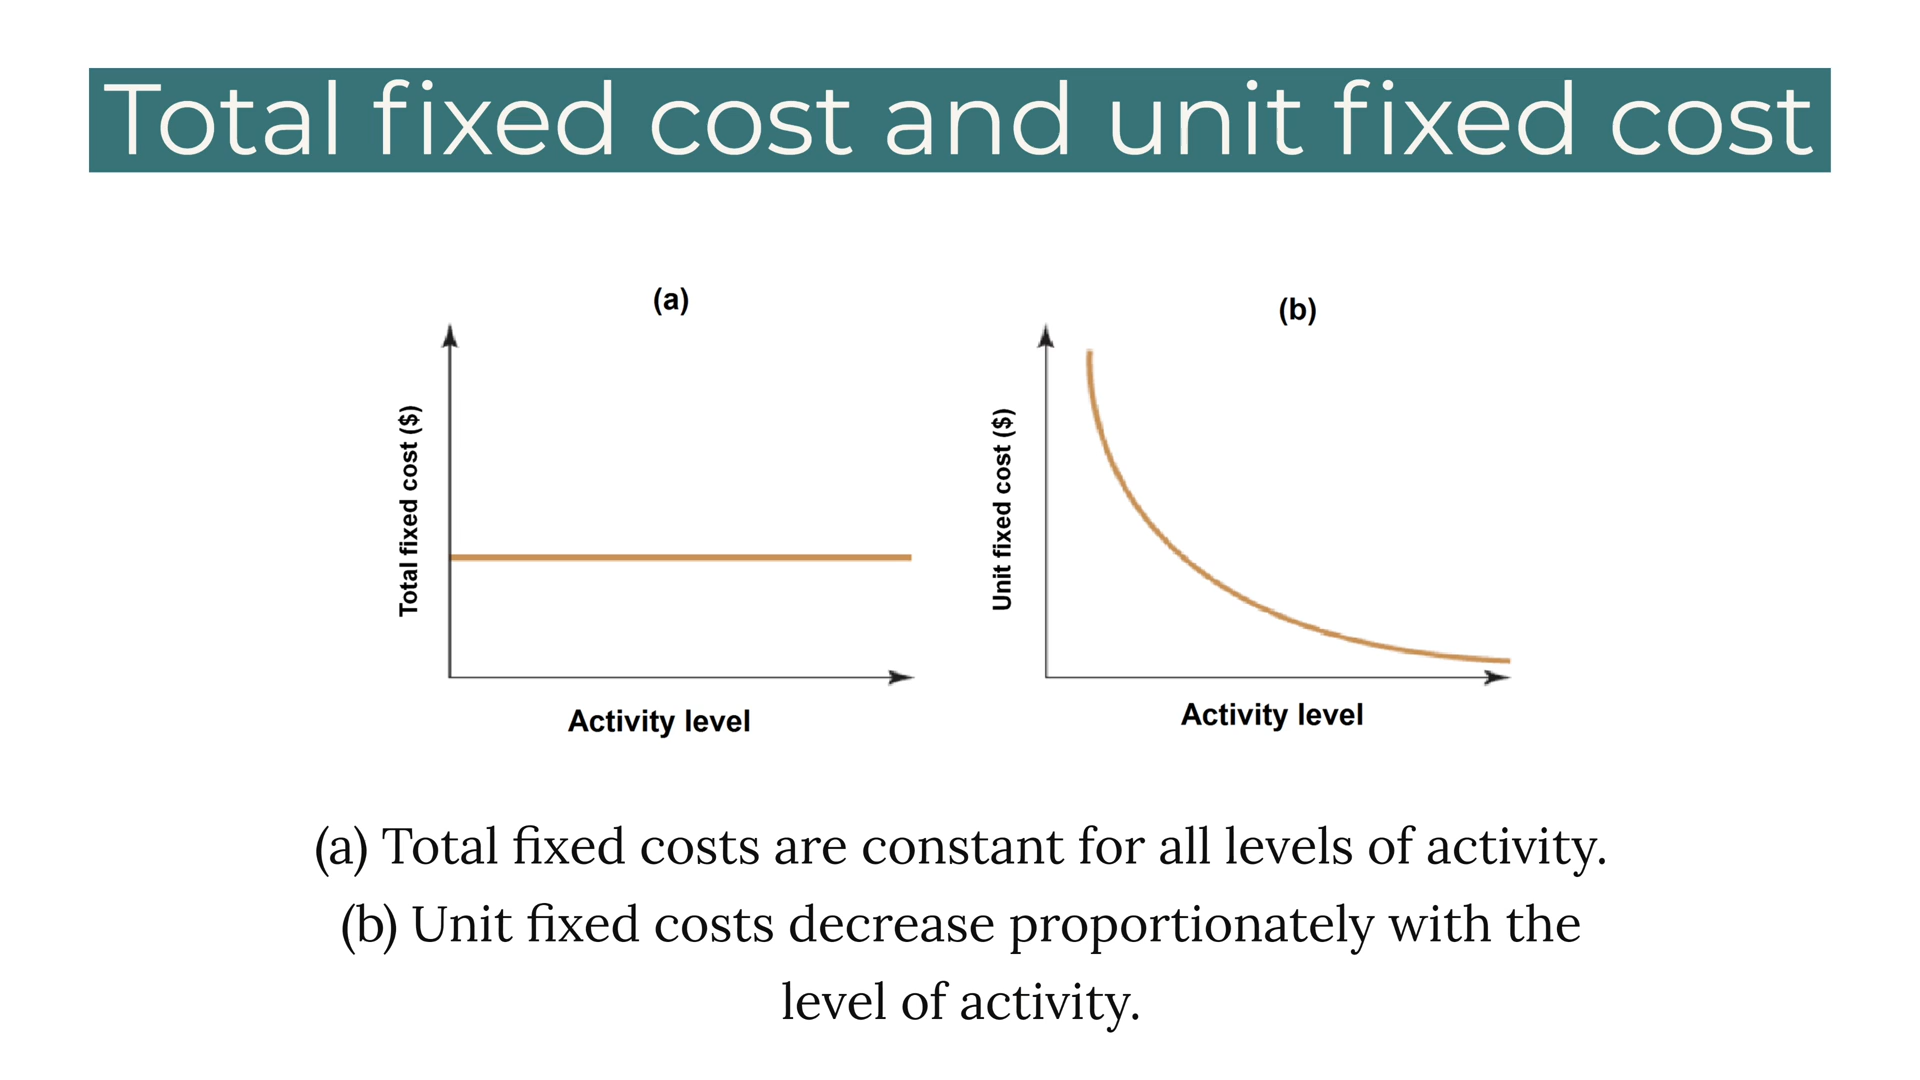 Total fixed cost and unit fixed cost
(a)
Total fixed cost ($)
Activity level
(b)
Unit fixed cost ($)
Activity level
(a) Total fixed costs are constant for all levels of activity.
(b) Unit fixed costs decrease proportionately with the
level of activity.